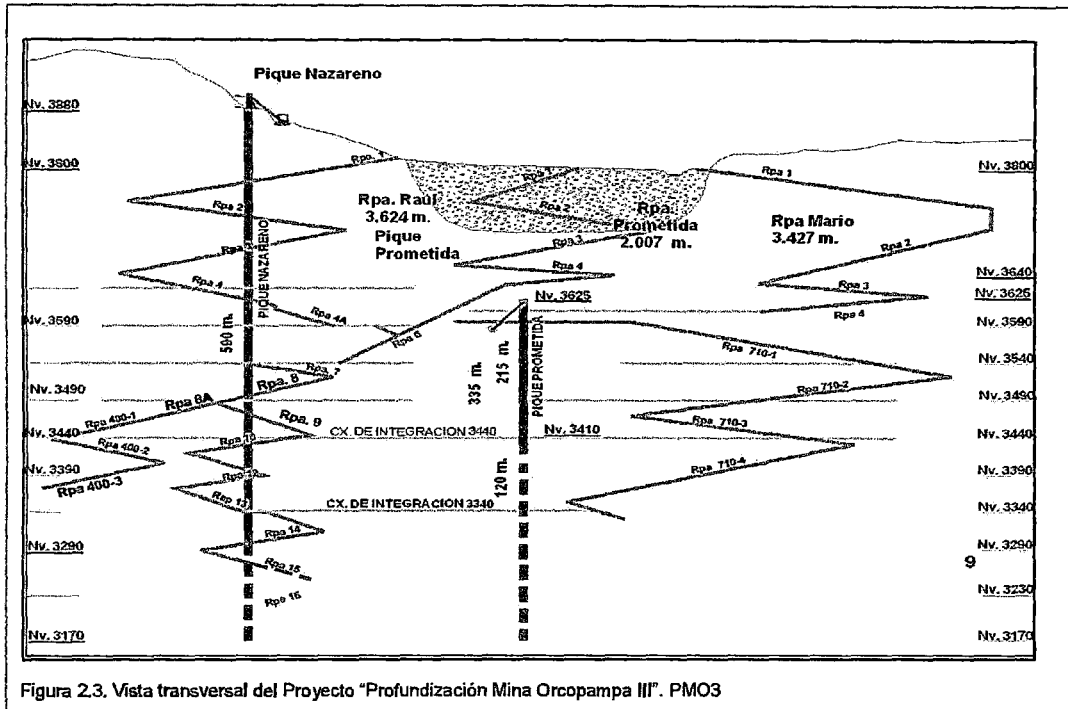 Pique Nazareno
Nv. 3880
Nv. 3800
Nv. 3800
Rpa. 1
Rpa 1
Rpa 1
Rpa 2
Rpa. Raúl
3.624 m.
Pique
Prometida
Rpa 2
Rpa.
Prometida
2.007 m.
Rpa Mario
3.427 m.
Rpa 3
Rpa 2
Rpa 4
Rpa 4
PIQUE NAZARENO
Nv. 3640
Rpa 3
Nv. 3625
Nv. 3625
Rpa 4
Rpa 4A
Nv. 3590
Nv. 3590
Rpa 6
590 m.
335 m.
215 m.
PIQUE PROMETIDA
Rpa 710-1
Nv. 3540
Rpa. 7
Rpa. 8
Rpa 710-2
Nv. 3490
Nv. 3490
Rpa 8A
Rpa 400-1
Rpa. 9
Rpa. 710-3
Nv. 3440
CX. DE INTEGRACION 3440
Nv. 3410
Nv. 3440
Rpa 10
Rpa 400-2
Rpa 710-4
Nv. 3390
Nv. 3390
Rpa 12
Rpa 400-3
120 m.
Rep 13
CX. DE INTEGRACION 3340
Nv. 3340
Rpa 14
Nv. 3290
Nv. 3290
Rpa. 15
9
Rpa 16
Nv. 3230
Nv. 3170
Nv. 3170
Figura 2.3. Vista transversal del Proyecto "Profundización Mina Orcopampa III". PMO3